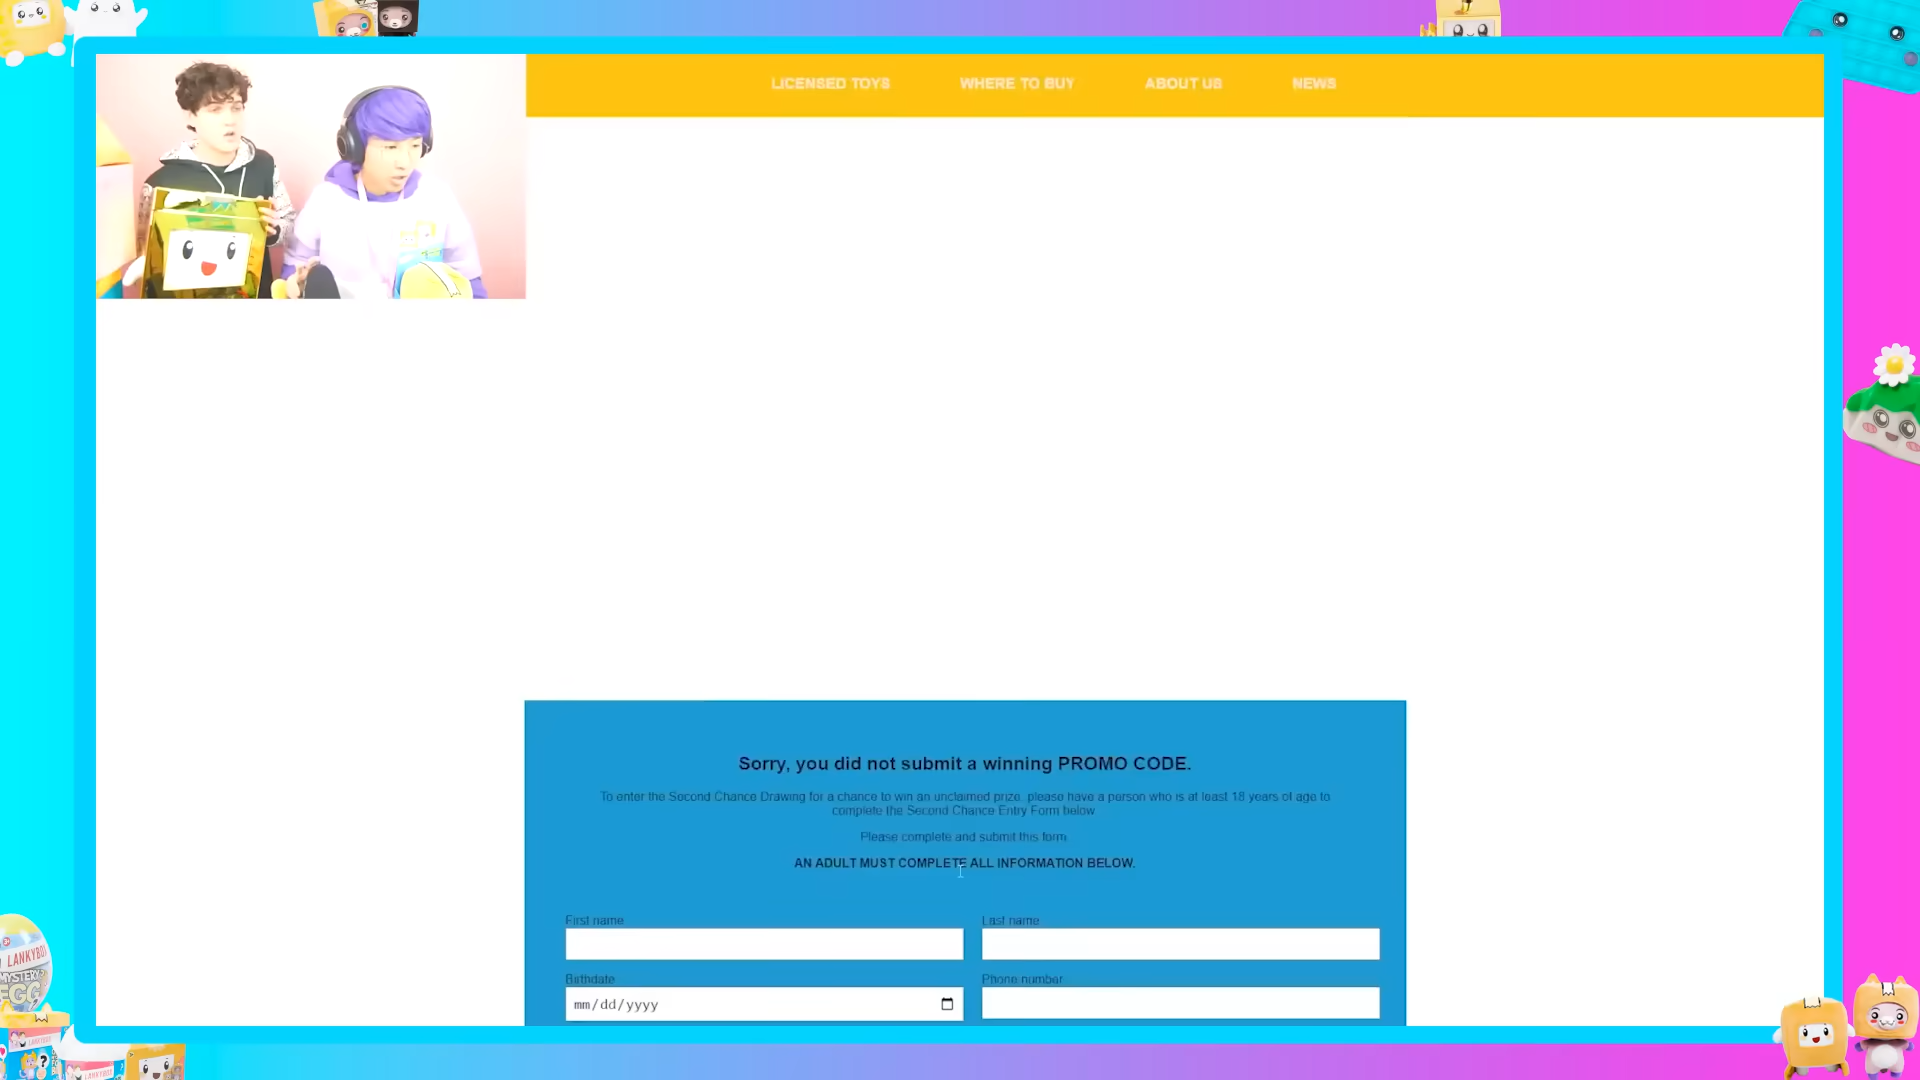 LICENSED TOYS
WHERE TO BUY
ABOUT US
NEWS
Sorry, you did not submit a winning PROMO CODE.
To enter the Second Chance Drawing for a chance to win an unclaimed prize, please have a person who is at least 18 years of age to
complete the Second Chance Entry Form below
Please complete and submit this form
AN ADULT MUST COMPLETE ALL INFORMATION BELOW.
First name
Last name
Birthdate
Phone number
mm/dd/yyyy
LANKYBOX
MYSTERY
EGG